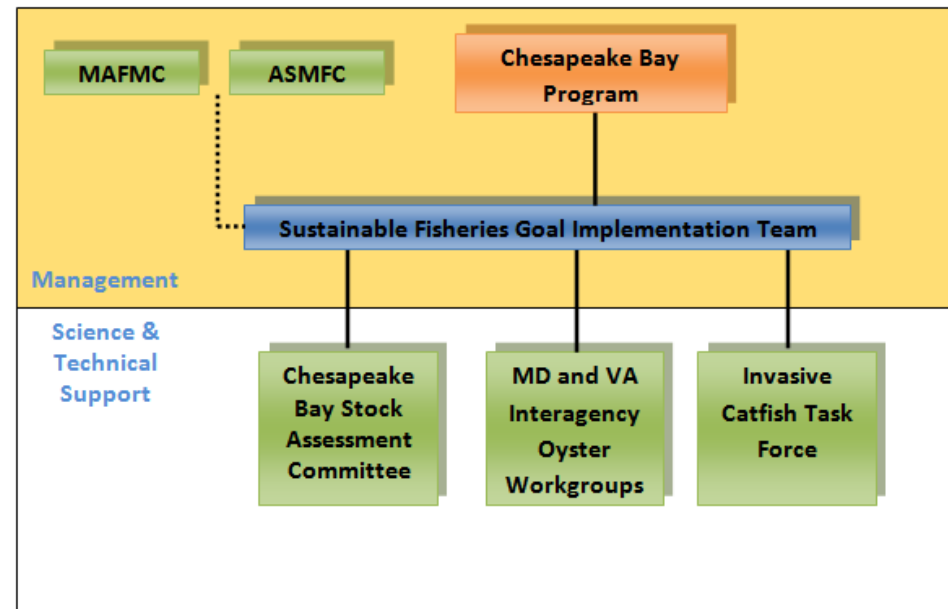 MAFMC
ASMFC
Chesapeake Bay
Program
Sustainable Fisheries Goal Implementation Team
Management
Science &
Technical
Support
Chesapeake
Bay Stock
Assessment
Committee
MD and VA
Interagency
Oyster
Workgroups
Invasive
Catfish Task
Force